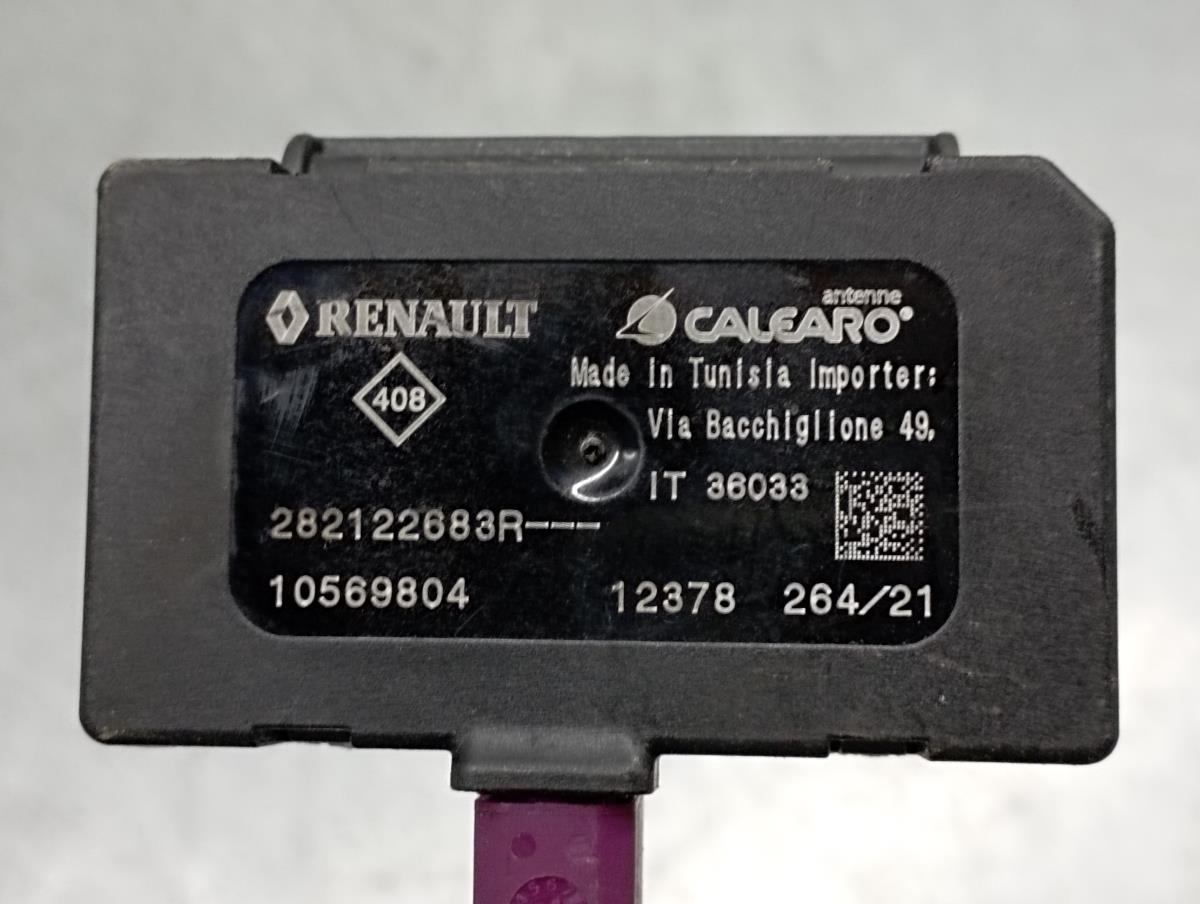 RENAULT
antenne
CALEARO®
408
Made in Tunisia Importer:
Via Bacchiglione 49,
IT 36033
282122683R---
10569804 12378 264/21